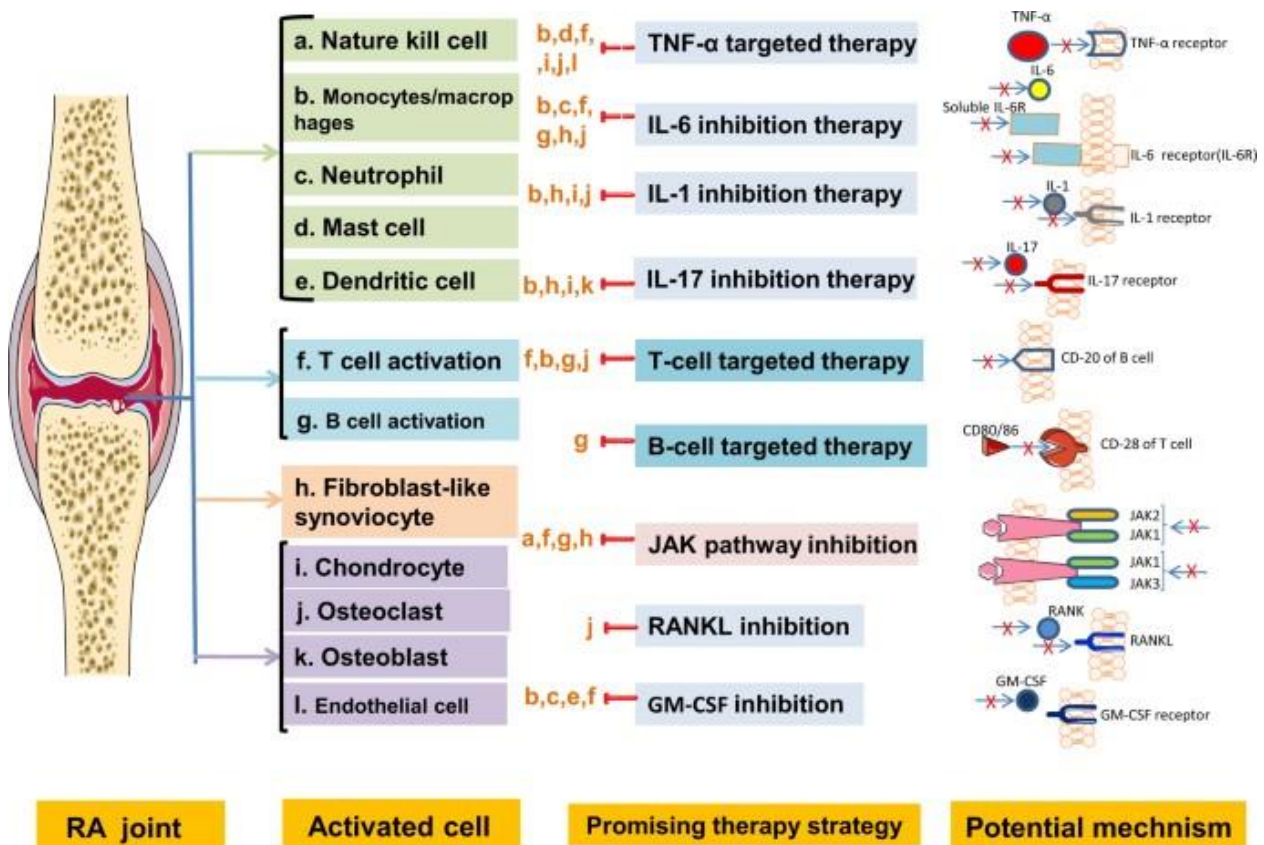 a. Nature kill cell
b. Monocytes/macrop
hages
c. Neutrophil
d. Mast cell
e. Dendritic cell
f. T cell activation
g. B cell activation
h. Fibroblast-like
synoviocyte
i. Chondrocyte
j. Osteoclast
k. Osteoblast
l. Endothelial cell
b,d,f,
,i,j,l
TNF-α targeted therapy
b,c,f,
g,h,j
IL-6 inhibition therapy
b,h,i,j
IL-1 inhibition therapy
b,h,i,k
IL-17 inhibition therapy
f,b,g,j
T-cell targeted therapy
g
B-cell targeted therapy
a,f,g,h
JAK pathway inhibition
j
RANKL inhibition
b,c,e,f
GM-CSF inhibition
TNF-α
TNF-α receptor
IL-6
Soluble IL-6R
IL-6 receptor(IL-6R)
IL-1
IL-1 receptor
IL-17
IL-17 receptor
CD-20 of B cell
CD80/86
CD-28 of T cell
JAK2
JAK1
JAK1
JAK3
RANK
RANKL
GM-CSF
GM-CSF receptor
RA joint
Activated cell
Promising therapy strategy
Potential mechnism